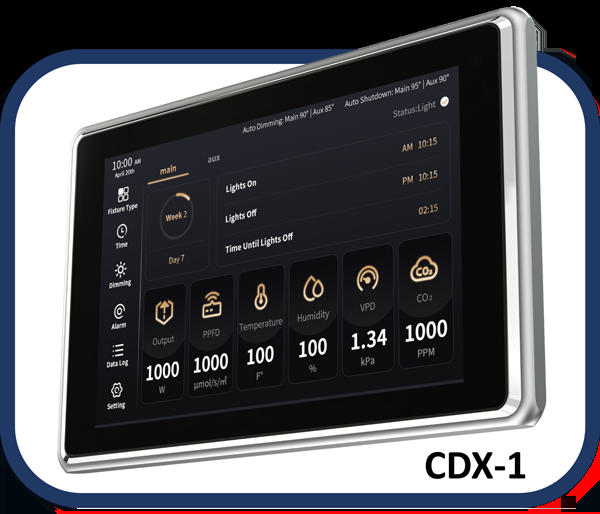 Auto Dimming: Main 90° | Aux 85° Auto Shutdown: Main 95° | Aux 90°
10:00 AM
April 20th
main aux
Status:Light
Fixture Type
Time
Dimming
Alarm
Data Log
Setting
Week 2
Day 7
Lights On AM 10:15
Lights Off PM 10:15
Time Until Lights Off 02:15
Output
1000
W
PPFD
1000
μmol/s/㎡
Temperature
100
F°
Humidity
100
%
VPD
1.34
kPa
CO₂
CO₂
1000
PPM
CDX-1